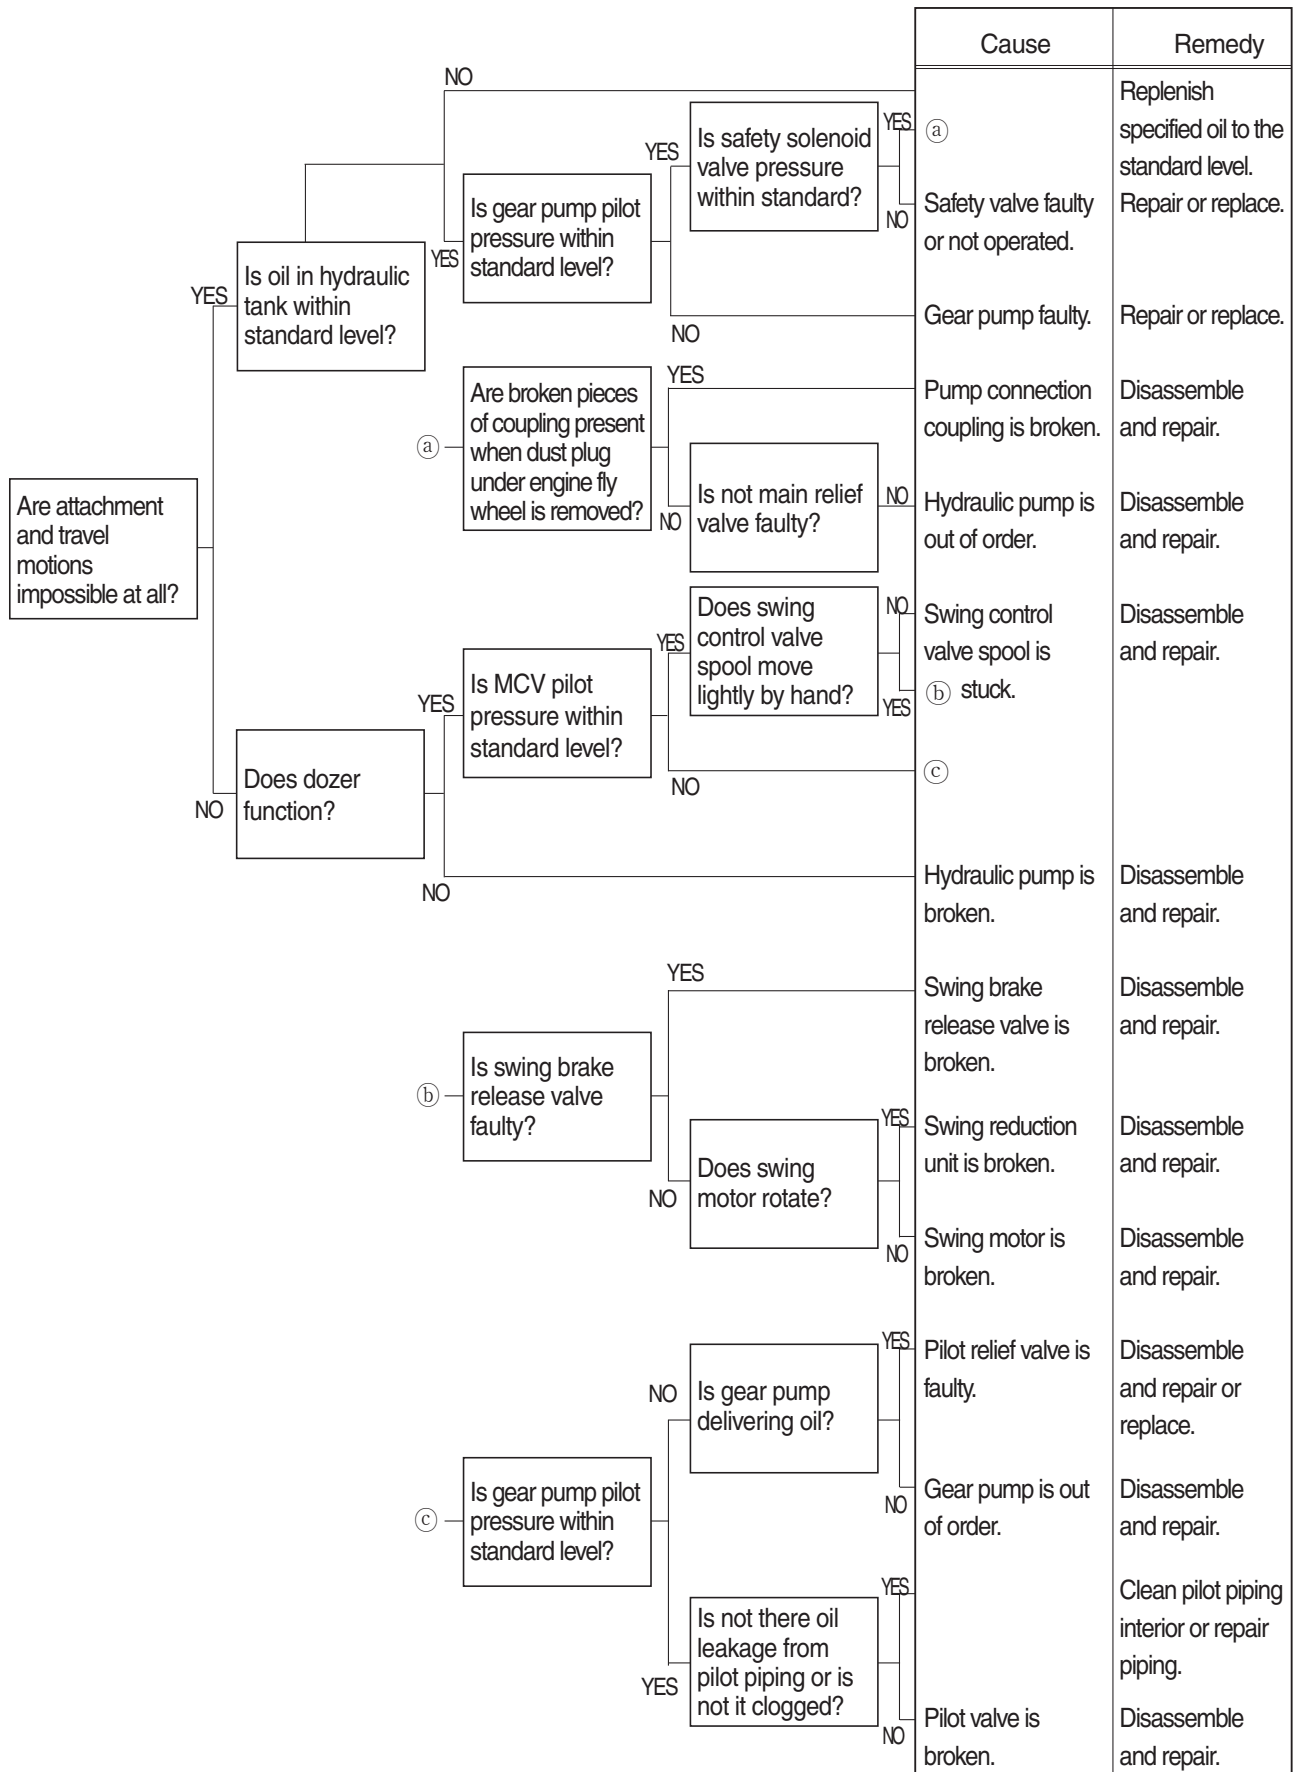 Cause
Remedy
NO
Replenish
specified oil to the
standard level.
Is safety solenoid
valve pressure
within standard?
YES
ⓐ
YES
Is gear pump pilot
pressure within
standard level?
NO
Safety valve faulty
or not operated.
Repair or replace.
YES
Is oil in hydraulic
tank within
standard level?
YES
Gear pump faulty.
Repair or replace.
NO
ⓐ
Are broken pieces
of coupling present
when dust plug
under engine fly
wheel is removed?
YES
Pump connection
coupling is broken.
Disassemble
and repair.
NO
Is not main relief
valve faulty?
NO
Hydraulic pump is
out of order.
Disassemble
and repair.
Are attachment
and travel
motions
impossible at all?
Does swing
control valve
spool move
lightly by hand?
NO
Swing control
valve spool is
ⓑ stuck.
Disassemble
and repair.
YES
YES
Is MCV pilot
pressure within
standard level?
YES
NO
ⓒ
NO
Does dozer
function?
NO
Hydraulic pump is
broken.
Disassemble
and repair.
YES
Swing brake
release valve is
broken.
Disassemble
and repair.
ⓑ
Is swing brake
release valve
faulty?
NO
Does swing
motor rotate?
YES
Swing reduction
unit is broken.
Disassemble
and repair.
NO
Swing motor is
broken.
Disassemble
and repair.
NO
Is gear pump
delivering oil?
YES
Pilot relief valve is
faulty.
Disassemble
and repair or
replace.
NO
Gear pump is out
of order.
Disassemble
and repair.
ⓒ
Is gear pump pilot
pressure within
standard level?
YES
Is not there oil
leakage from
pilot piping or is
not it clogged?
YES
Clean pilot piping
interior or repair
piping.
NO
Pilot valve is
broken.
Disassemble
and repair.